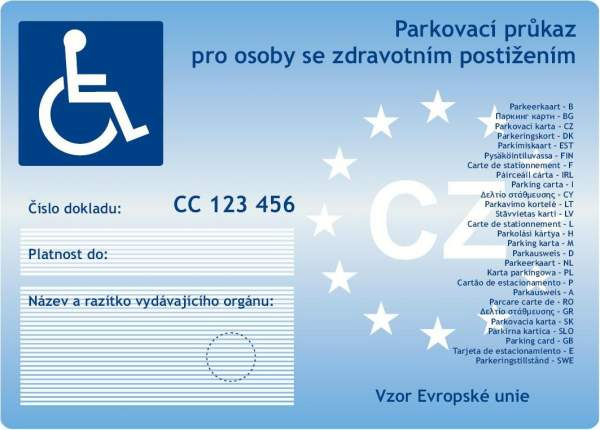 Parkovací průkaz
pro osoby se zdravotním postižením
Parkeerkaart – B
Паркинг карти – BG
Parkovací karta – CZ
Parkeringskort – DK
Parkimiskaart – EST
Pysäköintiluvassa – FIN
Carte de stationnement – F
Páirceáil cárta – IRL
Parking carta – I
Δελτίο στάθμευσης – CY
Parkavimo kortelė – LT
Stāvvietas karti – LV
Carte de stationnement – L
Parkolási kártya – H
Parking karta – M
Parkausweis – D
Parkeerkaart – NL
Karta parkingowa – PL
Cartão de estacionamento – P
Parkausweis – A
Parcare carte de – RO
Δελτίο στάθμευσης – GR
Parkovacia karta – SK
Parkirna kartica – SLO
Parking card – GB
Tarjeta de estacionamiento – E
Parkeringstillstånd – SWE
CZ
Číslo dokladu: CC 123 456
Platnost do:
Název a razítko vydávajícího orgánu:
Vzor Evropské unie